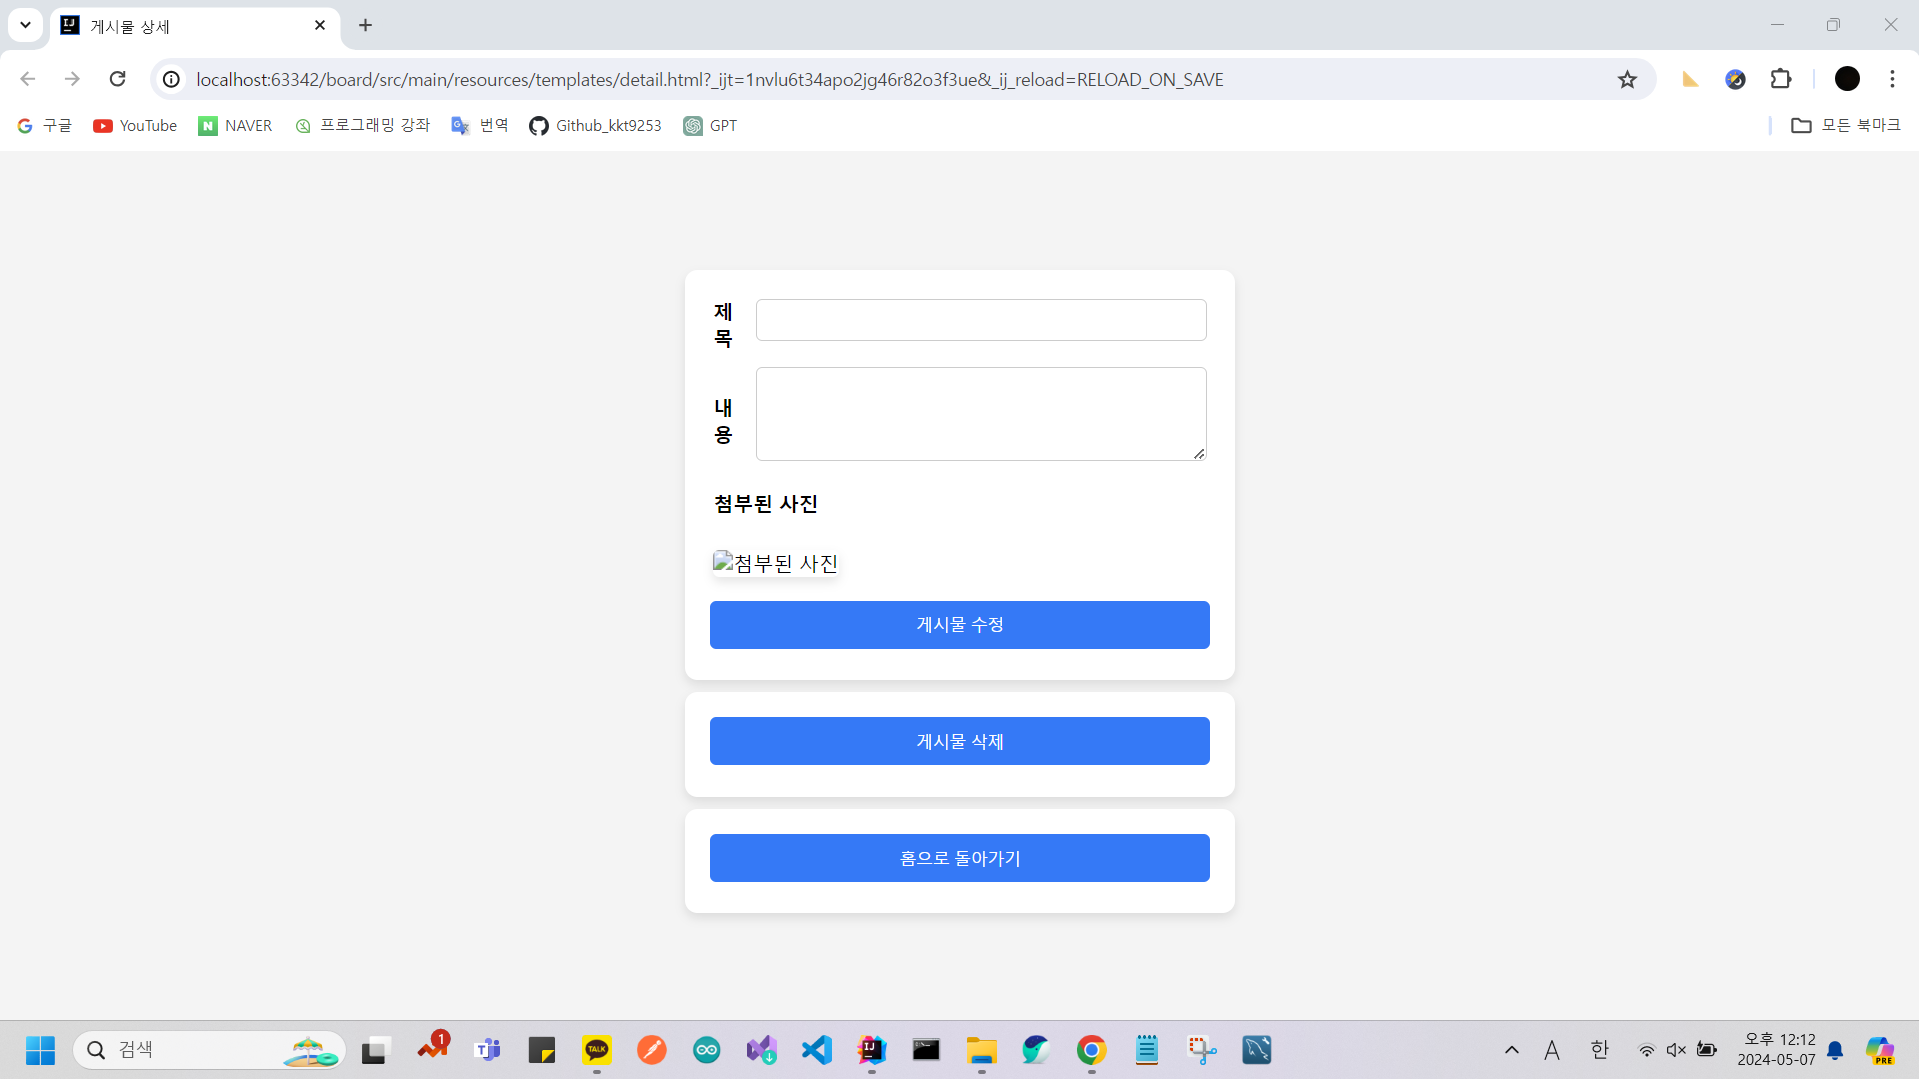 게시물 상세
localhost:63342/board/src/main/resources/templates/detail.html?_ijt=1nvlu6t34apo2jg46r82o3f3ue&_ij_reload=RELOAD_ON_SAVE
구글 YouTube NAVER 프로그래밍 강좌 번역 Github_kkt9253 GPT 모든 북마크
제
목
내
용
첨부된 사진
첨부된 사진
게시물 수정
게시물 삭제
홈으로 돌아가기
검색 1 TALK IJ A 한 오후 12:12
2024-05-07 PRE